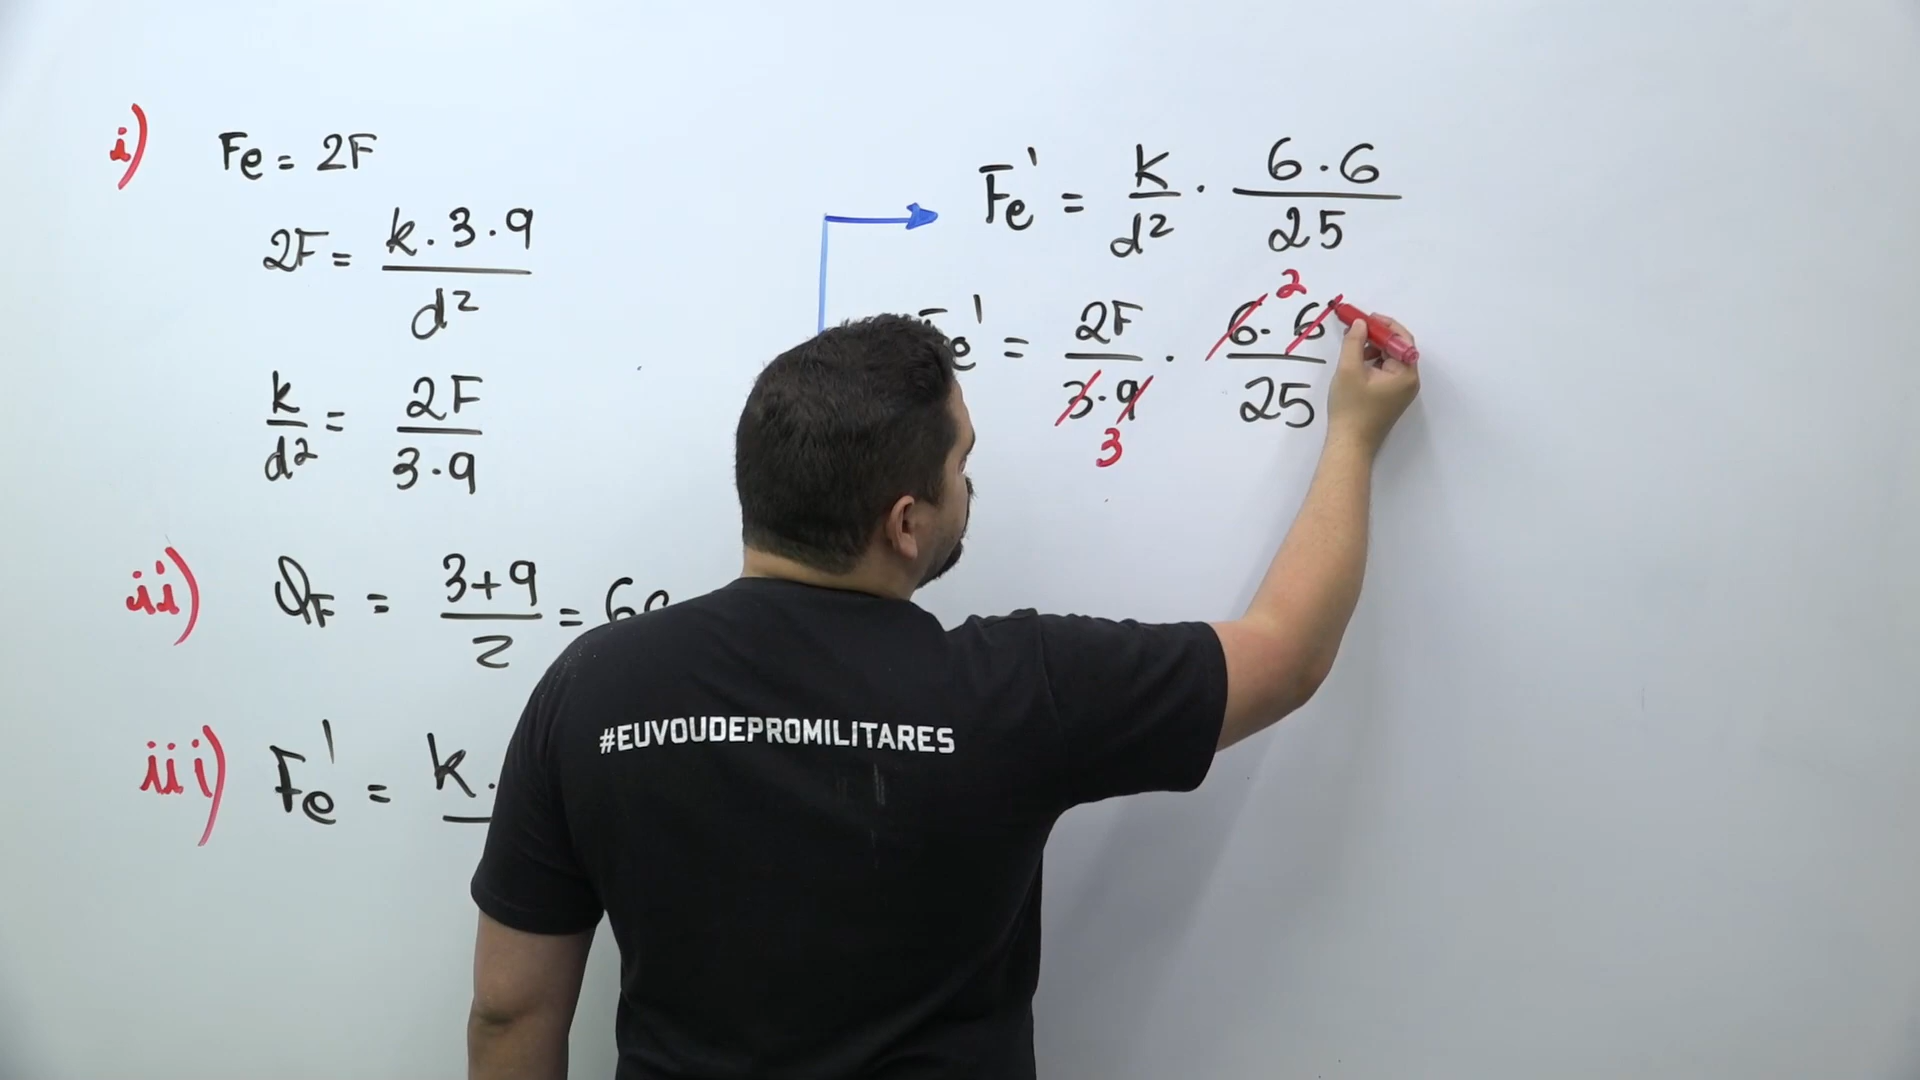 i) Fe = 2F
2F = k . 3 . 9 / d²
k / d² = 2F / 3 . 9
ii) QF = 3 + 9 / 2 = 6
iii) Fe' = k .
Fe' = k / d² . 6 . 6 / 25
Fe' = 2F / 3 . 9 . 6 . 6 / 25
2
3
#EUVOUDEPROMILITARES